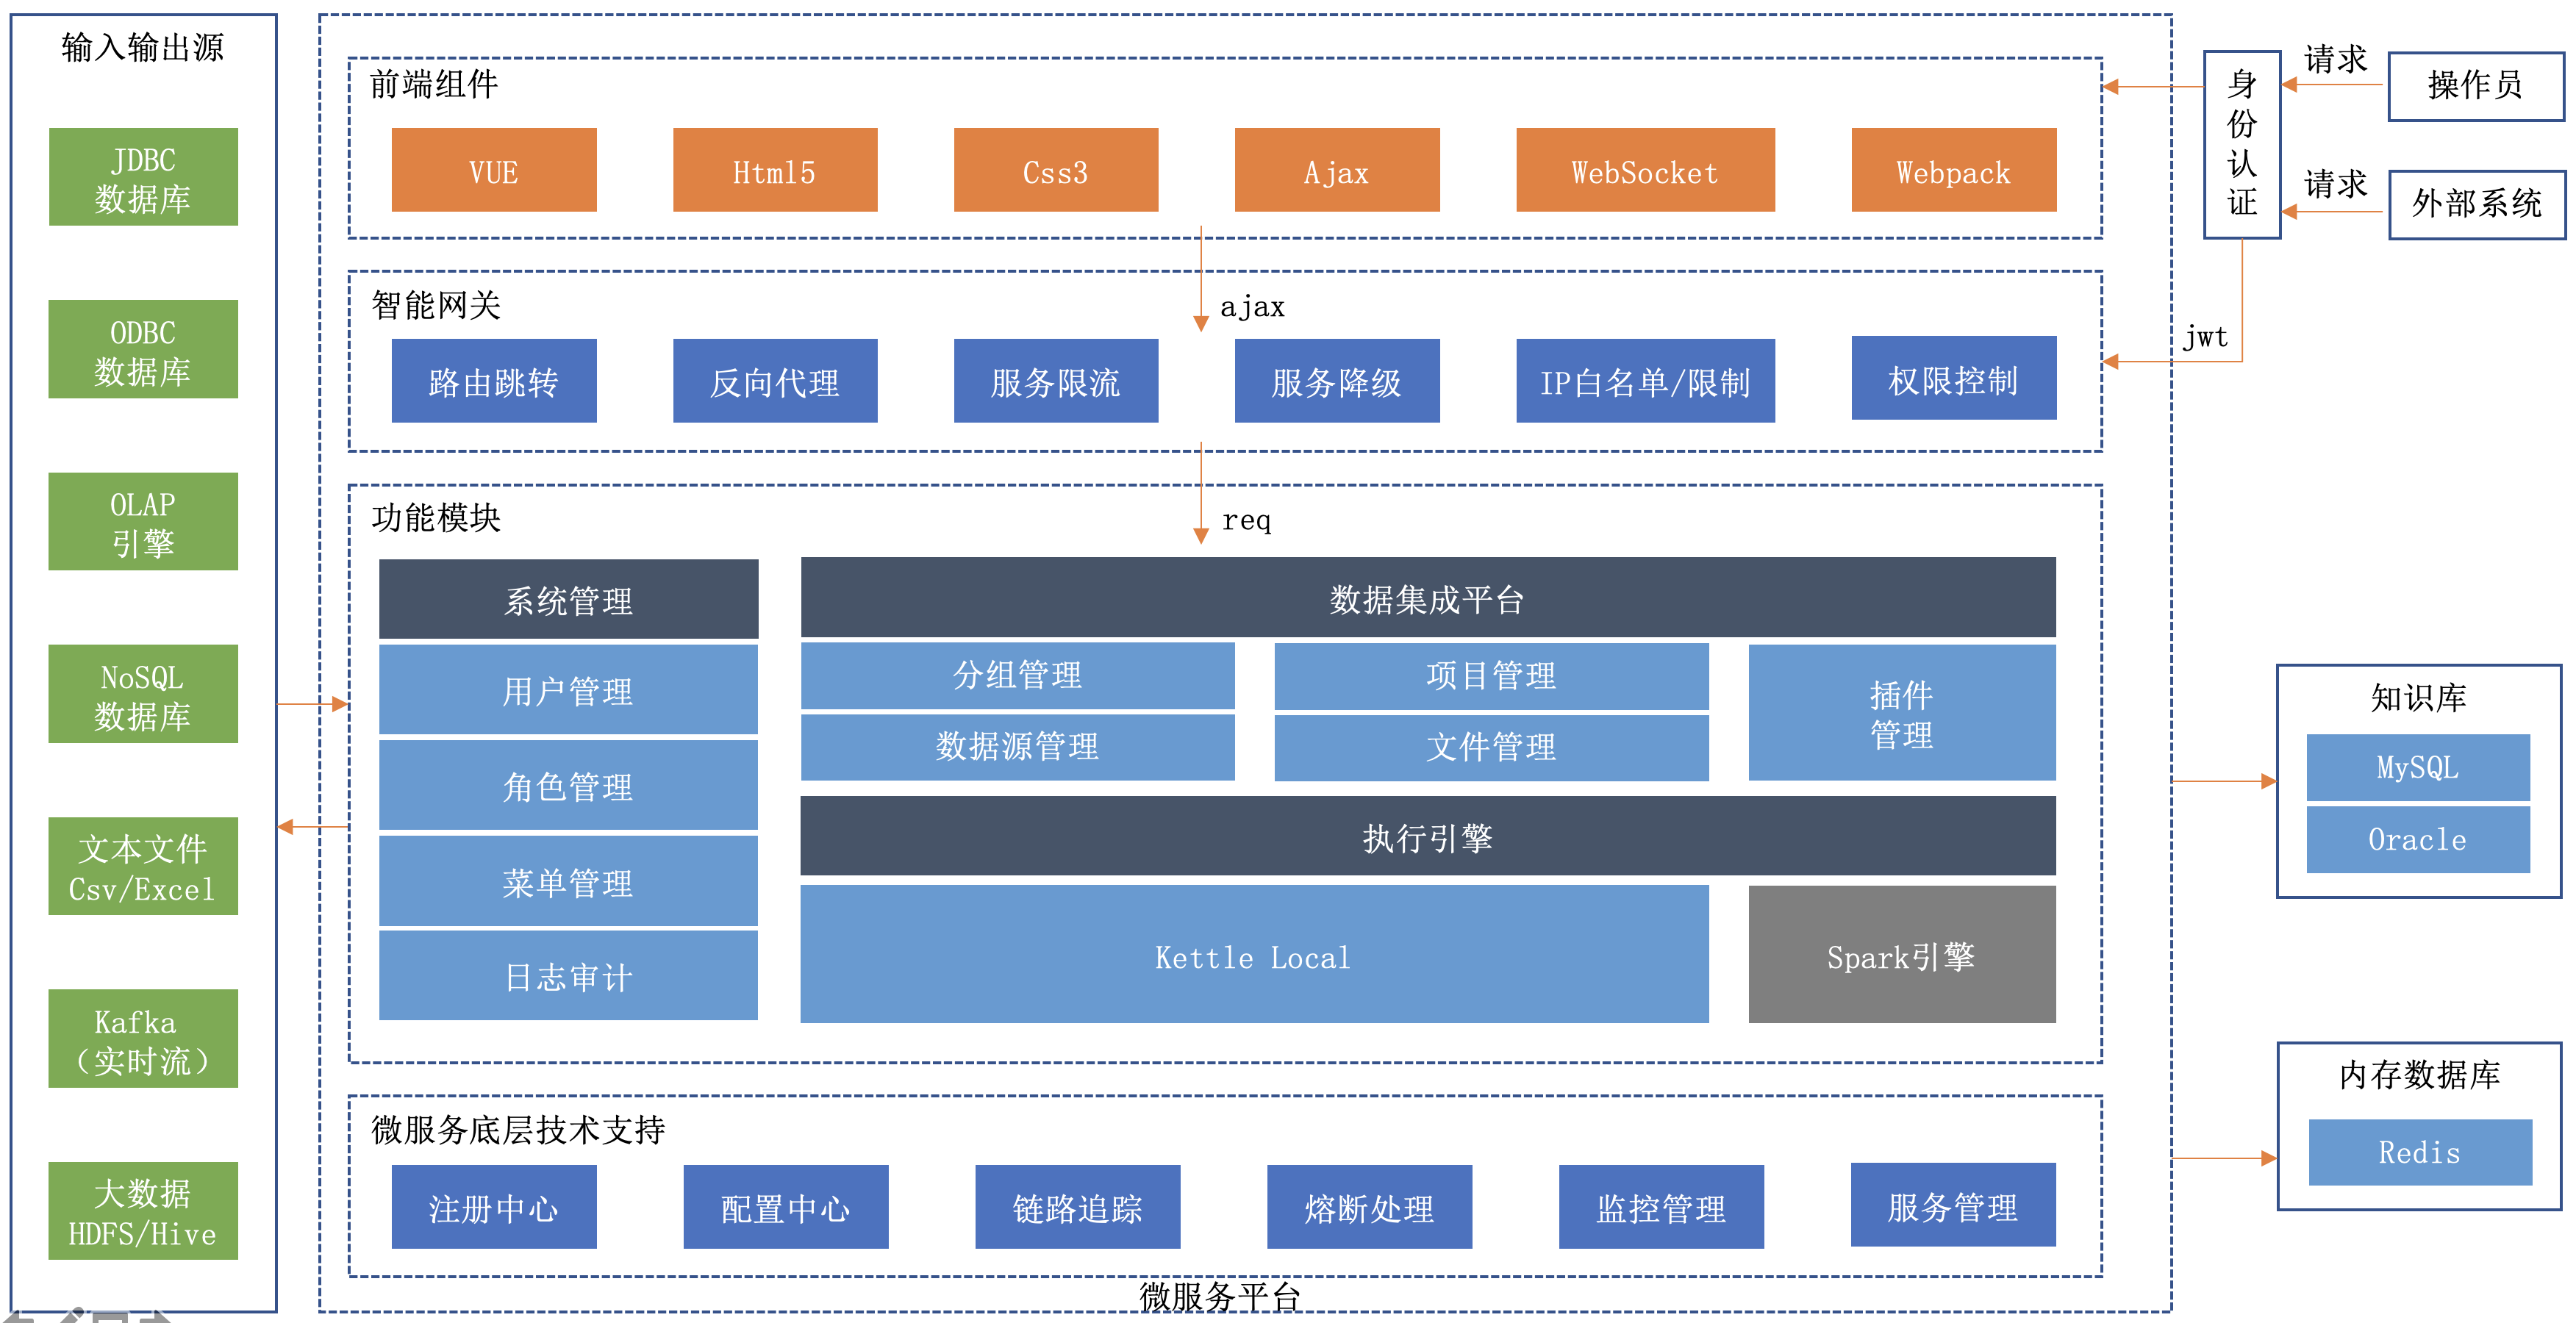 输入输出源
JDBC
数据库
ODBC
数据库
OLAP
引擎
NoSQL
数据库
文本文件
Csv/Excel
Kafka
（实时流）
大数据
HDFS/Hive
前端组件
VUE
Html5
Css3
Ajax
WebSocket
Webpack
ajax
智能网关
路由跳转
反向代理
服务限流
服务降级
IP白名单/限制
权限控制
req
功能模块
系统管理
用户管理
角色管理
菜单管理
日志审计
数据集成平台
分组管理
项目管理
插件
管理
数据源管理
文件管理
执行引擎
Kettle Local
Spark引擎
微服务底层技术支持
注册中心
配置中心
链路追踪
熔断处理
监控管理
服务管理
微服务平台
身
份
认
证
请求
操作员
请求
外部系统
jwt
知识库
MySQL
Oracle
内存数据库
Redis